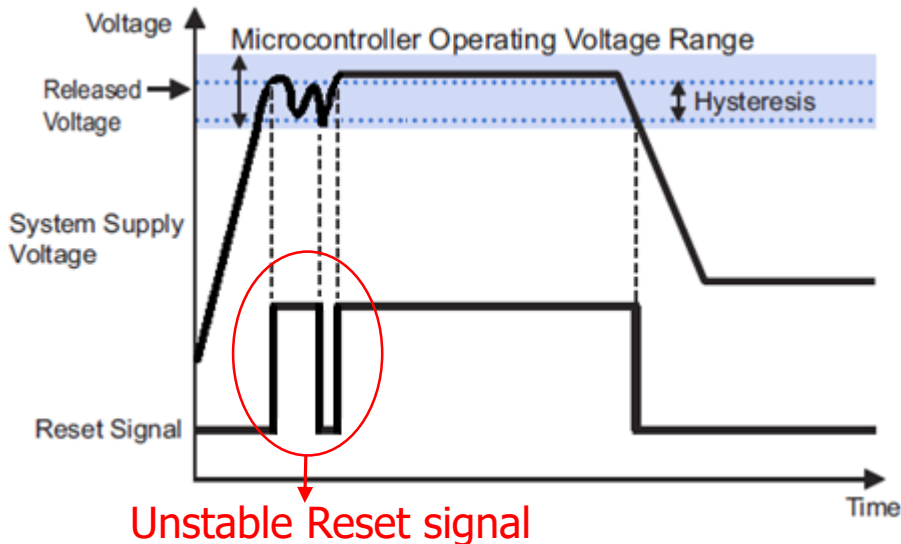 Voltage
Microcontroller Operating Voltage Range
Released
Voltage
Hysteresis
System Supply
Voltage
Reset Signal
Time
Unstable Reset signal